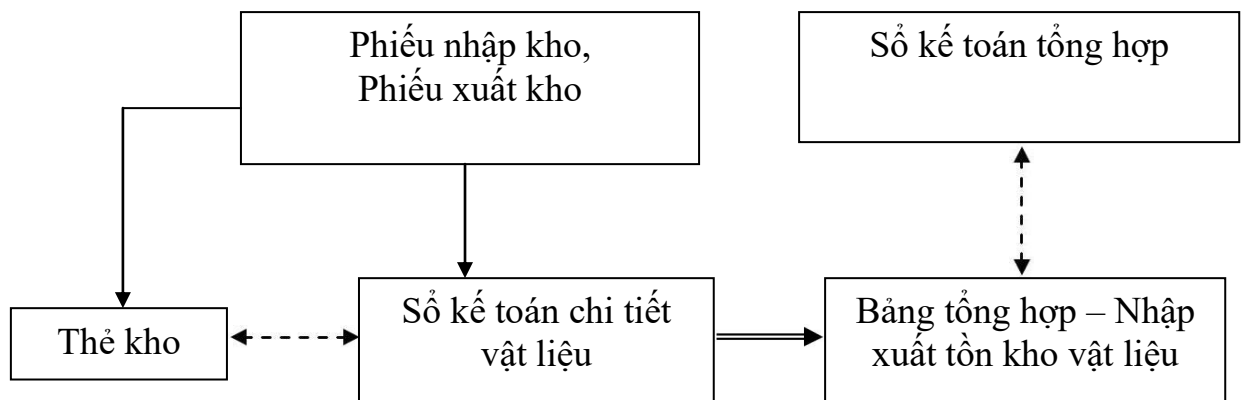 Phiếu nhập kho,
Phiếu xuất kho
Sổ kế toán tổng hợp
Thẻ kho
Sổ kế toán chi tiết
vật liệu
Bảng tổng hợp – Nhập
xuất tồn kho vật liệu